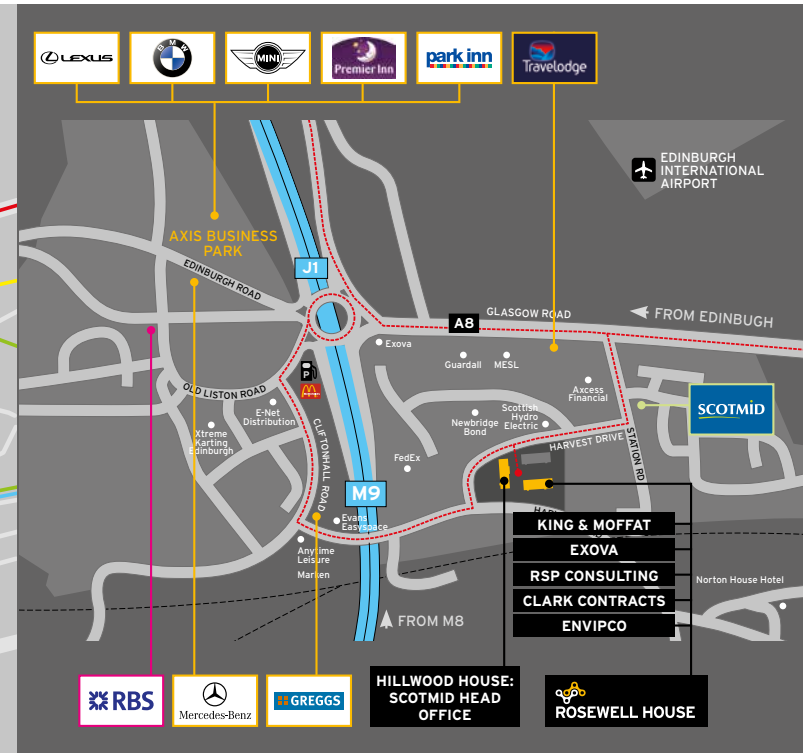 LEXUS
BMW
MINI
Premier Inn
park inn
Travelodge
EDINBURGH
INTERNATIONAL
AIRPORT
AXIS BUSINESS
PARK
EDINBURGH ROAD
J1
GLASGOW ROAD
A8
FROM EDINBUGH
Exova
Guardall
MESL
P
OLD LISTON ROAD
E-Net
Distribution
Axcess
Financial
SCOTMID
Xtreme
Karting
Edinburgh
CLIFTONHALL ROAD
Newbridge
Bond
Scottish
Hydro
Electric
HARVEST DRIVE
STATION RD
FedEx
M9
Evans
Easyspace
HAR
KING & MOFFAT
EXOVA
RSP CONSULTING
CLARK CONTRACTS
ENVIPCO
Anytime
Leisure
Marken
Norton House Hotel
FROM M8
RBS
Mercedes-Benz
GREGGS
HILLWOOD HOUSE:
SCOTMID HEAD
OFFICE
ROSEWELL HOUSE